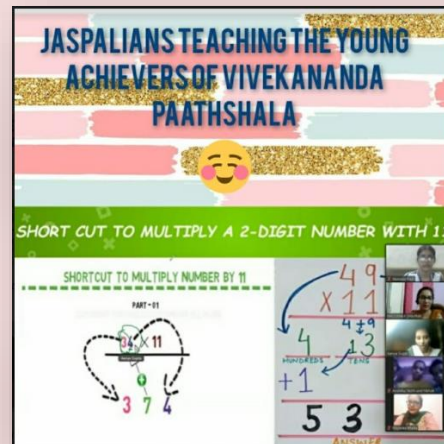 JASPALIANS TEACHING THE YOUNG
ACHIEVERS OF VIVEKANANDA
PAATHSHALA
SHORT CUT TO MULTIPLY A 2-DIGIT NUMBER WITH 1
SHORTCUT TO MULTIPLY NUMBER BY 11
PART-01
34 × 11
3 7 4
49
×11
4+9
4 13
HUNDREDS TENS
+1
5 3
ANSWER